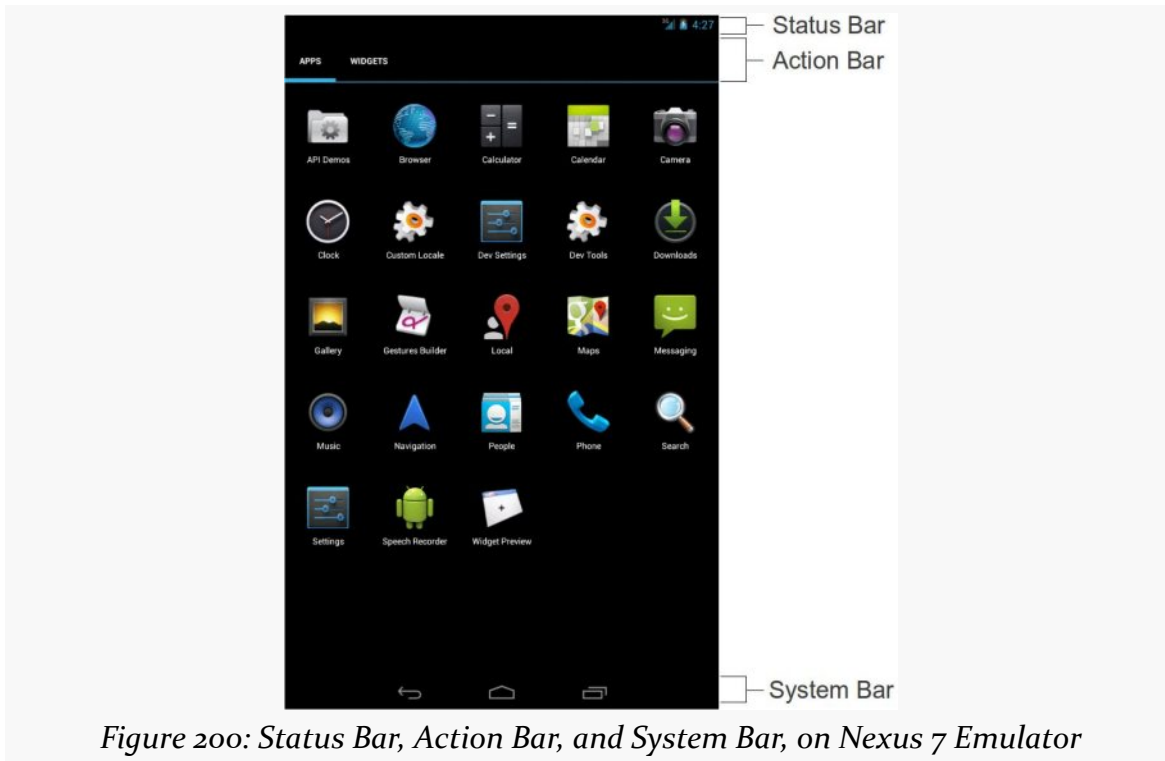 3G 4:27
Status Bar
APPS WIDGETS
Action Bar
API Demos Browser Calculator Calendar Camera
Clock Custom Locale Dev Settings Dev Tools Downloads
Gallery Gestures Builder Local Maps Messaging
Music Navigation People Phone Search
Settings Speech Recorder Widget Preview
System Bar
Figure 200: Status Bar, Action Bar, and System Bar, on Nexus 7 Emulator